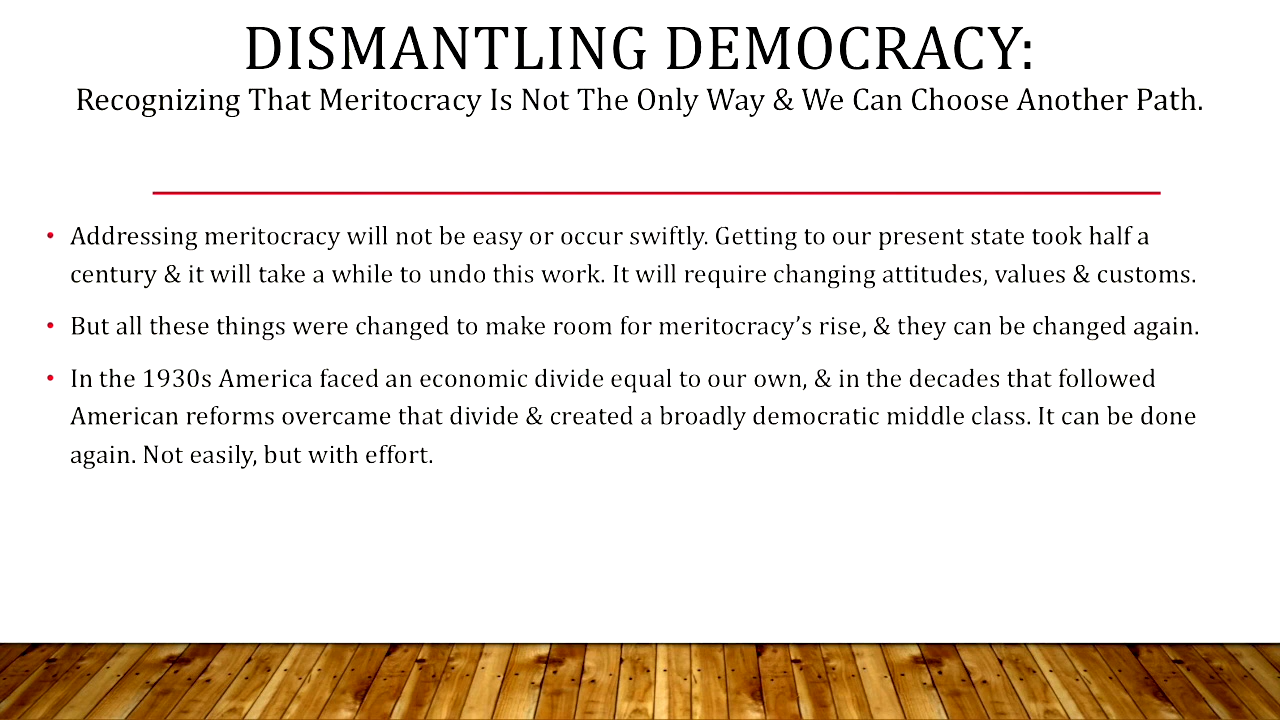 DISMANTLING DEMOCRACY:
Recognizing That Meritocracy Is Not The Only Way & We Can Choose Another Path.
• Addressing meritocracy will not be easy or occur swiftly. Getting to our present state took half a
century & it will take a while to undo this work. It will require changing attitudes, values & customs.
• But all these things were changed to make room for meritocracy’s rise, & they can be changed again.
• In the 1930s America faced an economic divide equal to our own, & in the decades that followed
American reforms overcame that divide & created a broadly democratic middle class. It can be done
again. Not easily, but with effort.